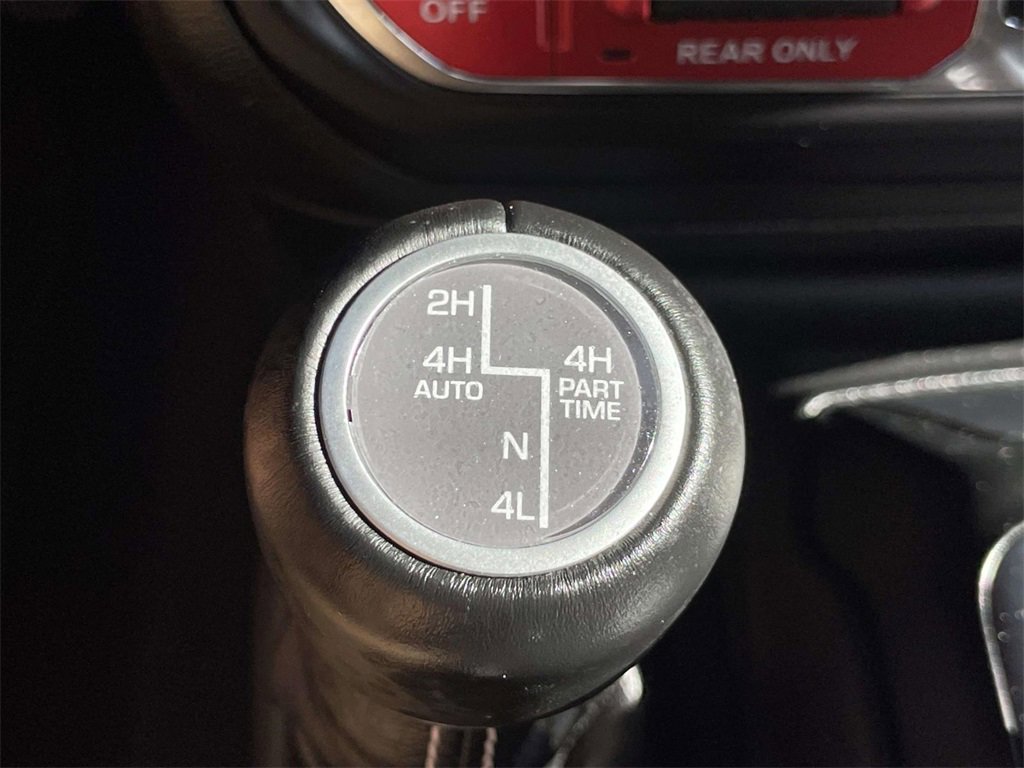 OFF
REAR ONLY
2H
4H
AUTO
4H
PART
TIME
N
4L